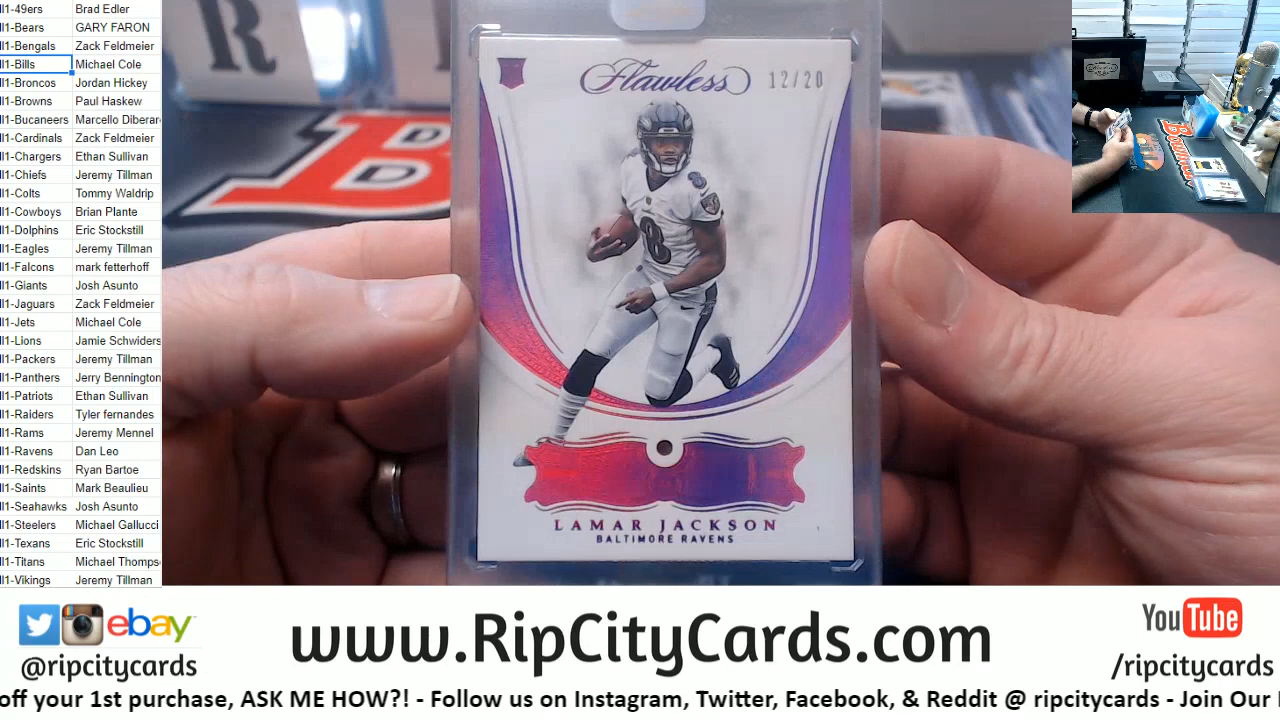 ll1-49ers Brad Edler
ll1-Bears GARY FARON
ll1-Bengals Zack Feldmeier
ll1-Bills Michael Cole
ll1-Broncos Jordan Hickey
ll1-Browns Paul Haskew
ll1-Bucaneers Marcello Diberar
ll1-Cardinals Zack Feldmeier
ll1-Chargers Ethan Sullivan
ll1-Chiefs Jeremy Tillman
ll1-Colts Tommy Waldrip
ll1-Cowboys Brian Plante
ll1-Dolphins Eric Stockstill
ll1-Eagles Jeremy Tillman
ll1-Falcons mark fetterhoff
ll1-Giants Josh Asunto
ll1-Jaguars Zack Feldmeier
ll1-Jets Michael Cole
ll1-Lions Jamie Schwiders
ll1-Packers Jeremy Tillman
ll1-Panthers Jerry Bennington
ll1-Patriots Ethan Sullivan
ll1-Raiders Tyler fernandes
ll1-Rams Jeremy Mennel
ll1-Ravens Dan Leo
ll1-Redskins Ryan Bartoe
ll1-Saints Mark Beaulieu
ll1-Seahawks Josh Asunto
ll1-Steelers Michael Gallucci
ll1-Texans Eric Stockstill
ll1-Titans Michael Thomps
ll1-Vikings Jeremy Tillman
R
B
Flawless 12/20
8
8
LAMAR JACKSON
BALTIMORE RAVENS
ebay
@ripcitycards
www.RipCityCards.com
YouTube
/ripcitycards
off your 1st purchase, ASK ME HOW?! - Follow us on Instagram, Twitter, Facebook, & Reddit @ ripcitycards - Join Our